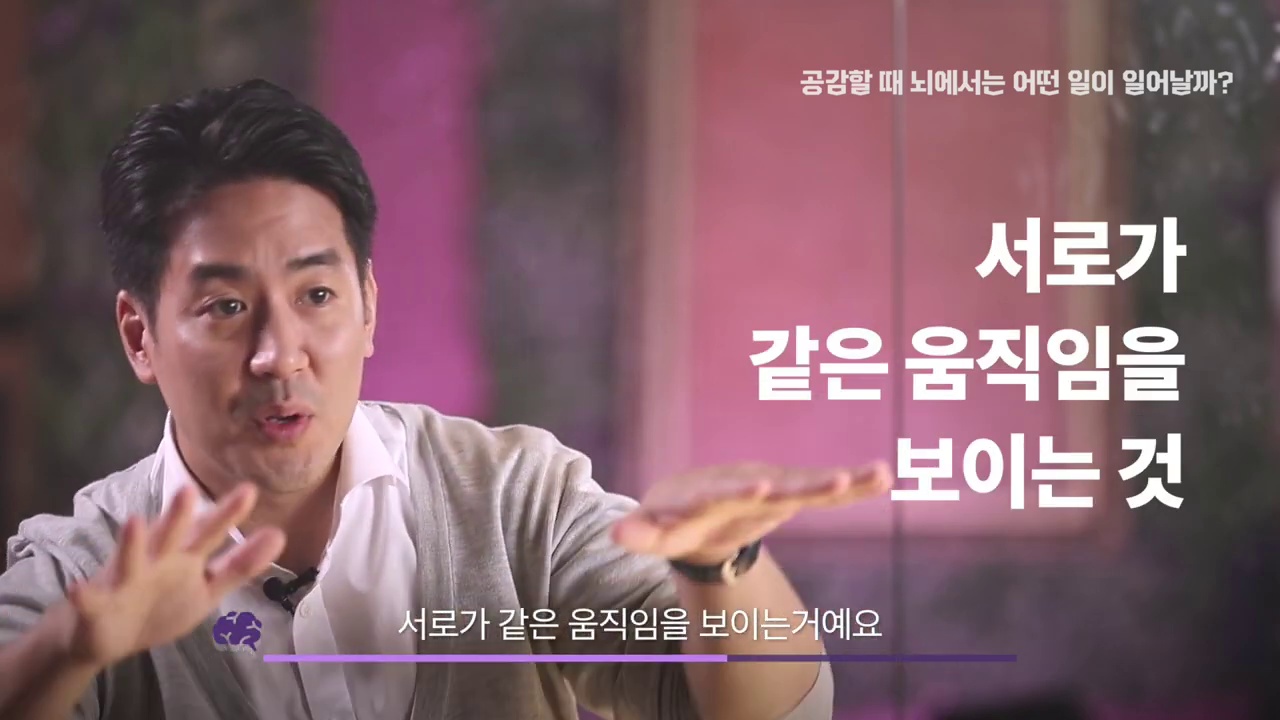 공감할 때 뇌에서는 어떤 일이 일어날까?
서로가
같은 움직임을
보이는 것
서로가 같은 움직임을 보이는거예요